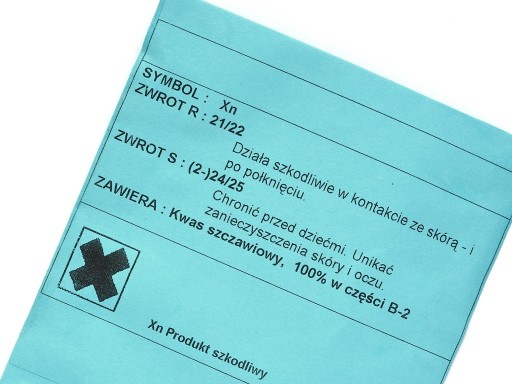 SYMBOL : Xn
ZWROT R : 21/22
Działa szkodliwie w kontakcie ze skórą - i
po połknięciu.
ZWROT S : (2-)24/25
Chronić przed dziećmi. Unikać
zanieczyszczenia skóry i oczu.
ZAWIERA : Kwas szczawiowy, 100% w części B-2
Xn Produkt szkodliwy